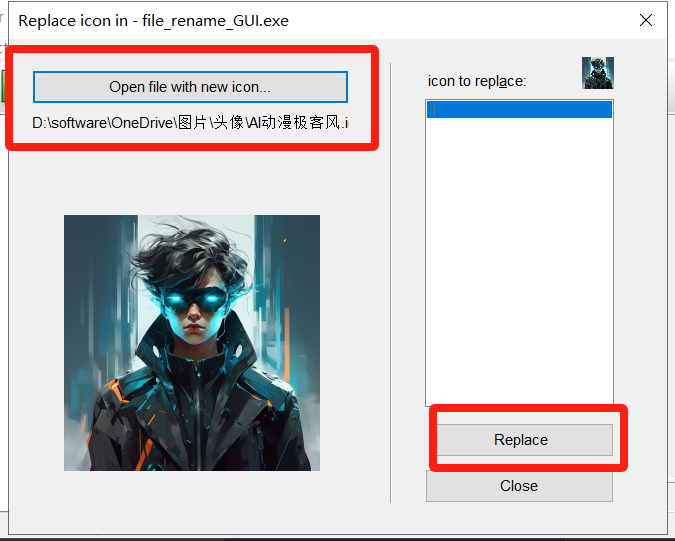 Replace icon in - file_rename_GUI.exe
Open file with new icon...
D:\software\OneDrive\图片\头像\AI动漫极客风.i
icon to replace:
1
Replace
Close